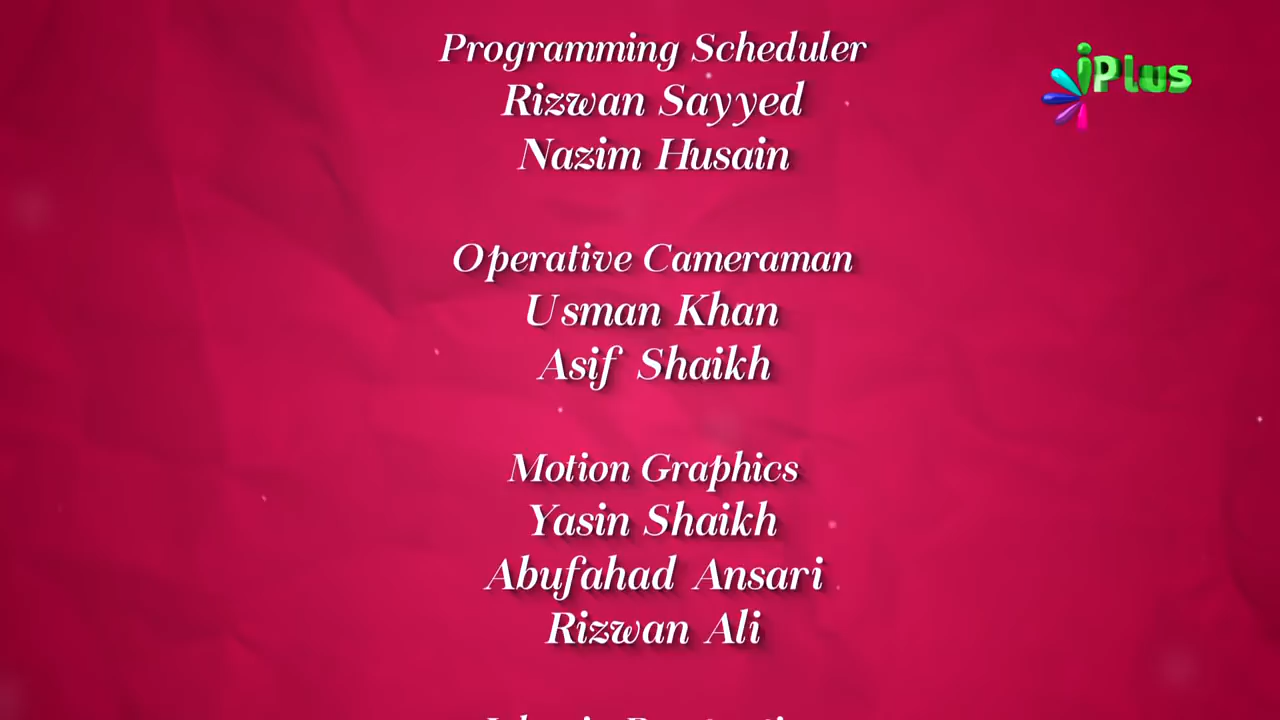 Programming Scheduler
iPlus
Rizwan Sayyed
Nazim Husain
Operative Cameraman
Usman Khan
Asif Shaikh
Motion Graphics
Yasin Shaikh
Abufahad Ansari
Rizwan Ali